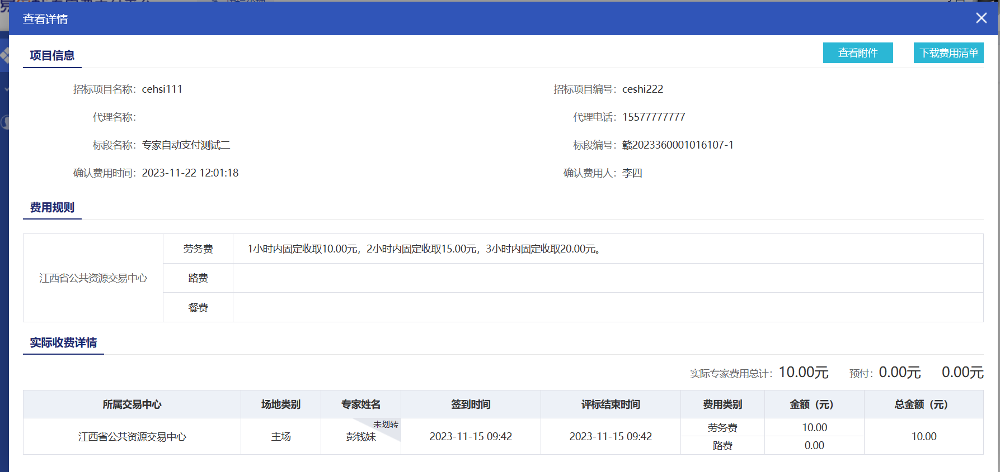 查看详情
项目信息
查看附件
下载费用清单
招标项目名称：cehsi111
招标项目编号：ceshi222
代理名称：
代理电话：15577777777
标段名称：专家自动支付测试二
标段编号：赣2023360001016107-1
确认费用时间：2023-11-22 12:01:18
确认费用人：李四
费用规则
江西省公共资源交易中心
劳务费 1小时内固定收取10.00元，2小时内固定收取15.00元，3小时内固定收取20.00元。
路费
餐费
实际收费详情
实际专家费用总计：10.00元 预付：0.00元 0.00元
所属交易中心 场地类别 专家姓名 签到时间 评标结束时间 费用类别 金额（元） 总金额（元）
未划转
江西省公共资源交易中心 主场 彭钱妹 2023-11-15 09:42 2023-11-15 09:42 劳务费 10.00 10.00
路费 0.00